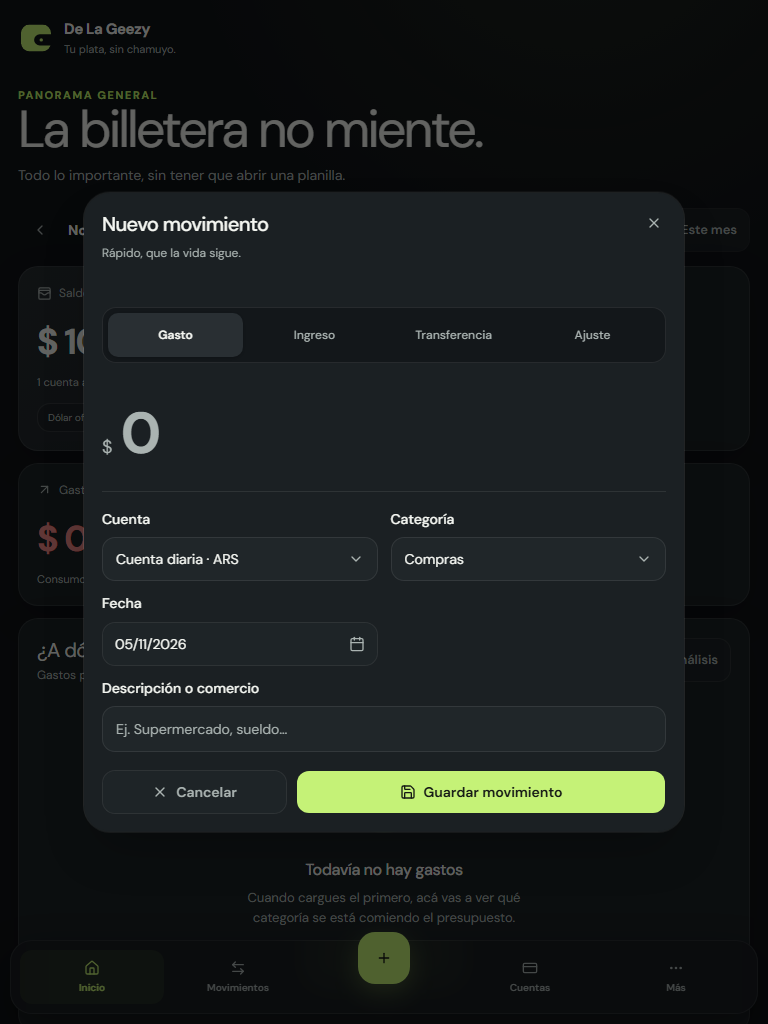 De La Geezy
Tu plata, sin chamuyo.
PANORAMA GENERAL
La billetera no miente.
Todo lo importante, sin tener que abrir una planilla.
Este mes
Nuevo movimiento
Rápido, que la vida sigue.
Gasto
Ingreso
Transferencia
Ajuste
$ 0
1 cuenta
Dólar
Cuenta
Categoría
Cuenta diaria · ARS
Compras
Fecha
05/11/2026
Descripción o comercio
Ej. Supermercado, sueldo…
Cancelar
Guardar movimiento
Todavía no hay gastos
Cuando cargues el primero, acá vas a ver qué
categoría se está comiendo el presupuesto.
Inicio
Movimientos
Cuentas
Más